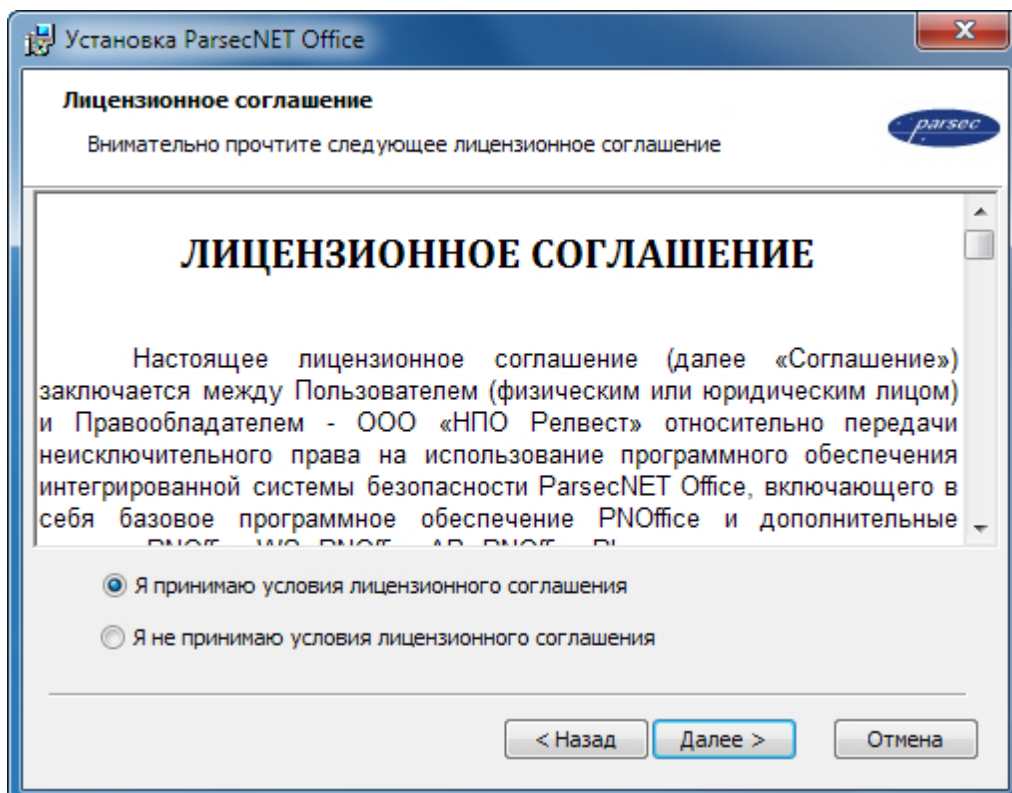 Установка ParsecNET Office
Лицензионное соглашение
parsec
Внимательно прочтите следующее лицензионное соглашение
ЛИЦЕНЗИОННОЕ СОГЛАШЕНИЕ
Настоящее лицензионное соглашение (далее «Соглашение»)
заключается между Пользователем (физическим или юридическим лицом)
и Правообладателем - ООО «НПО Релвест» относительно передачи
неисключительного права на использование программного обеспечения
интегрированной системы безопасности ParsecNET Office, включающего в
себя базовое программное обеспечение PNOffice и дополнительные
Я принимаю условия лицензионного соглашения
Я не принимаю условия лицензионного соглашения
< Назад
Далее >
Отмена